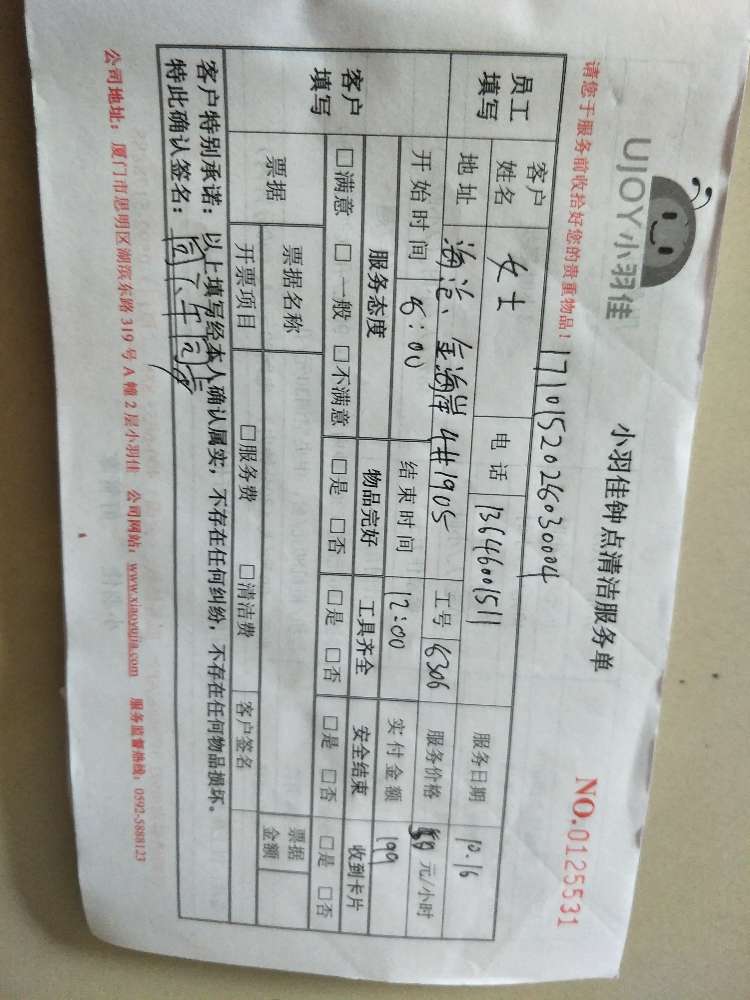 UJOY小羽佳
小羽佳钟点清洁服务单
NO.0125531
请您于服务前收拾好您的贵重物品！
1710152026030004
员工填写
客户姓名 女士 电话 13646001511 服务日期 10.16
地址 海沧、金海岸4#1905 工号 6306 服务价格 元/小时
开始时间 8:00 结束时间 12:00 实付金额 199
客户填写
服务态度 物品完好 工具齐全 安全结束 收到卡片
□满意 □一般 □不满意 □是 □否 □是 □否 □是 □否 □是 □否
票据 票据名称 票据金额
开票项目 □服务费 □清洁费 客户签名
客户特别承诺：以上填写经本人确认属实，不存在任何纠纷，不存在任何物品损坏。
特此确认签名：
公司地址：厦门市思明区湖滨东路319号A幢2层小羽佳 公司网站：www.xiaoyujia.com 服务监督热线：0592-5888123